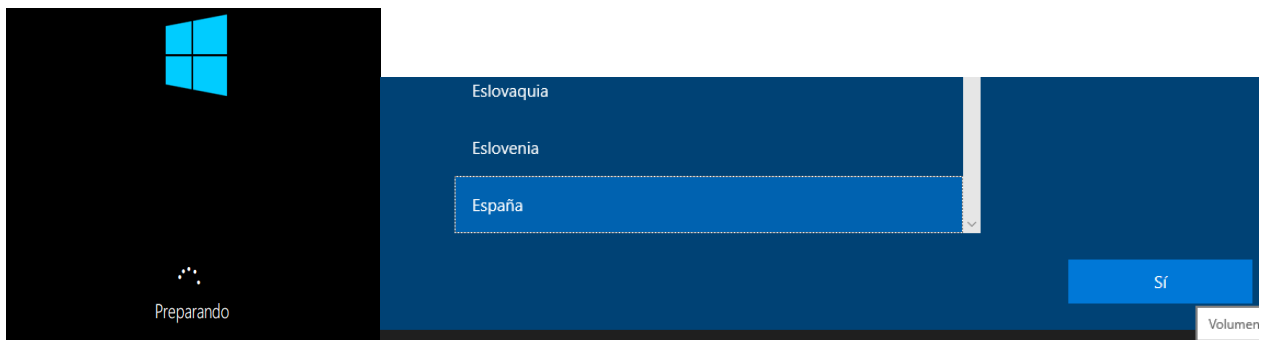 Preparando
Eslovaquia
Eslovenia
España
Sí
Volumen